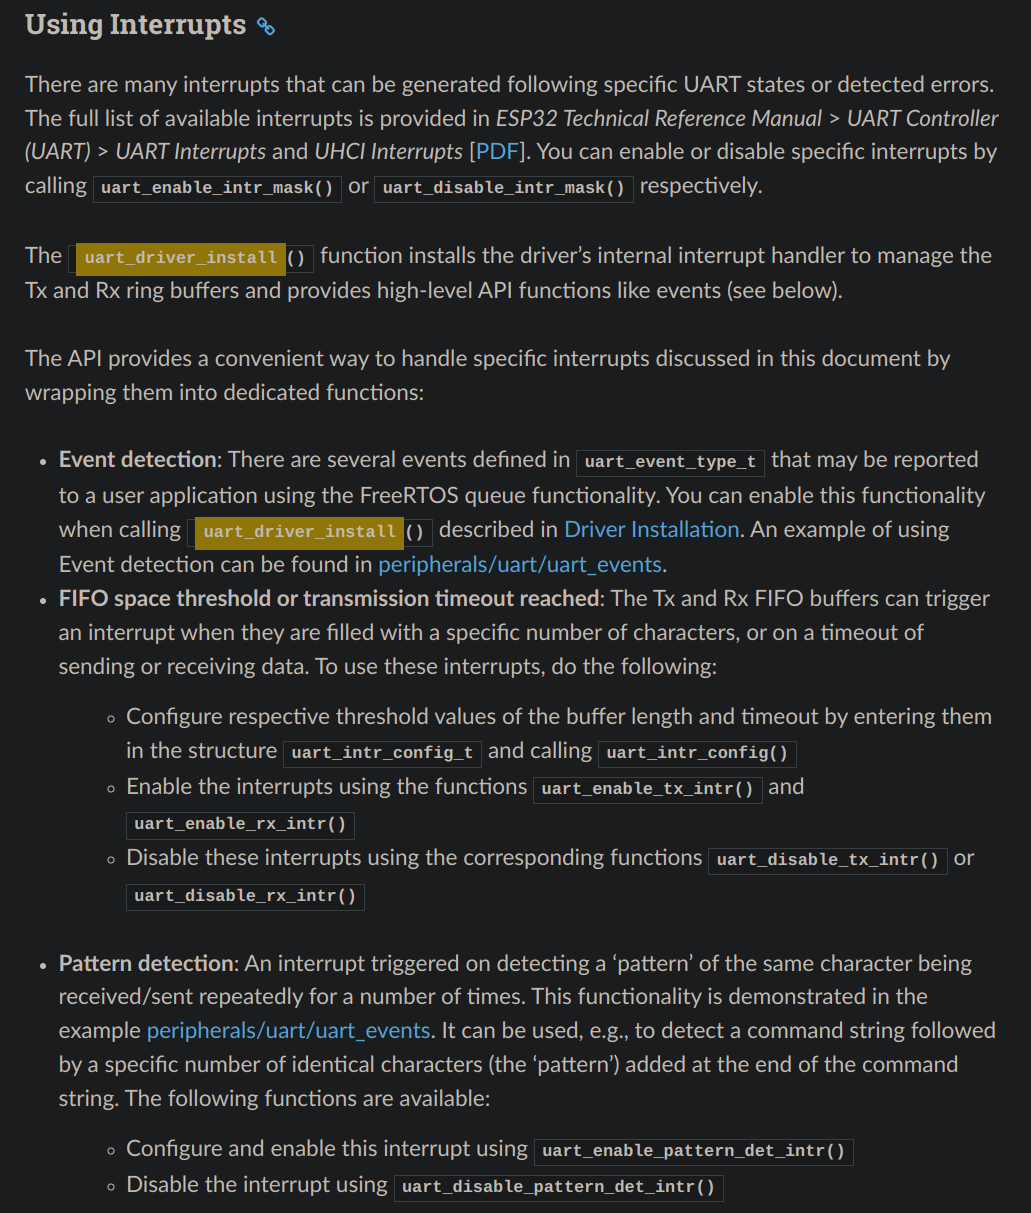 Using Interrupts
There are many interrupts that can be generated following specific UART states or detected errors.
The full list of available interrupts is provided in ESP32 Technical Reference Manual > UART Controller
(UART) > UART Interrupts and UHCI Interrupts [PDF]. You can enable or disable specific interrupts by
calling uart_enable_intr_mask() or uart_disable_intr_mask() respectively.
The uart_driver_install() function installs the driver’s internal interrupt handler to manage the
Tx and Rx ring buffers and provides high-level API functions like events (see below).
The API provides a convenient way to handle specific interrupts discussed in this document by
wrapping them into dedicated functions:
• Event detection: There are several events defined in uart_event_type_t that may be reported
to a user application using the FreeRTOS queue functionality. You can enable this functionality
when calling uart_driver_install() described in Driver Installation. An example of using
Event detection can be found in peripherals/uart/uart_events.
• FIFO space threshold or transmission timeout reached: The Tx and Rx FIFO buffers can trigger
an interrupt when they are filled with a specific number of characters, or on a timeout of
sending or receiving data. To use these interrupts, do the following:
◦ Configure respective threshold values of the buffer length and timeout by entering them
in the structure uart_intr_config_t and calling uart_intr_config()
◦ Enable the interrupts using the functions uart_enable_tx_intr() and
uart_enable_rx_intr()
◦ Disable these interrupts using the corresponding functions uart_disable_tx_intr() or
uart_disable_rx_intr()
• Pattern detection: An interrupt triggered on detecting a ‘pattern’ of the same character being
received/sent repeatedly for a number of times. This functionality is demonstrated in the
example peripherals/uart/uart_events. It can be used, e.g., to detect a command string followed
by a specific number of identical characters (the ‘pattern’) added at the end of the command
string. The following functions are available:
◦ Configure and enable this interrupt using uart_enable_pattern_det_intr()
◦ Disable the interrupt using uart_disable_pattern_det_intr()